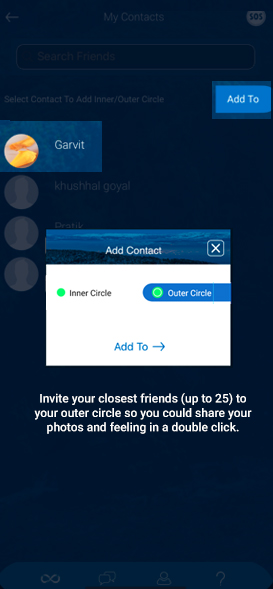 My Contacts
SOS
Search Friends
Select Contact To Add Inner/Outer Circle
Add To
Garvit
khushhal goyal
Pratik
Add Contact
Inner Circle
Outer Circle
Add To
Invite your closest friends (up to 25) to
your outer circle so you could share your
photos and feeling in a double click.